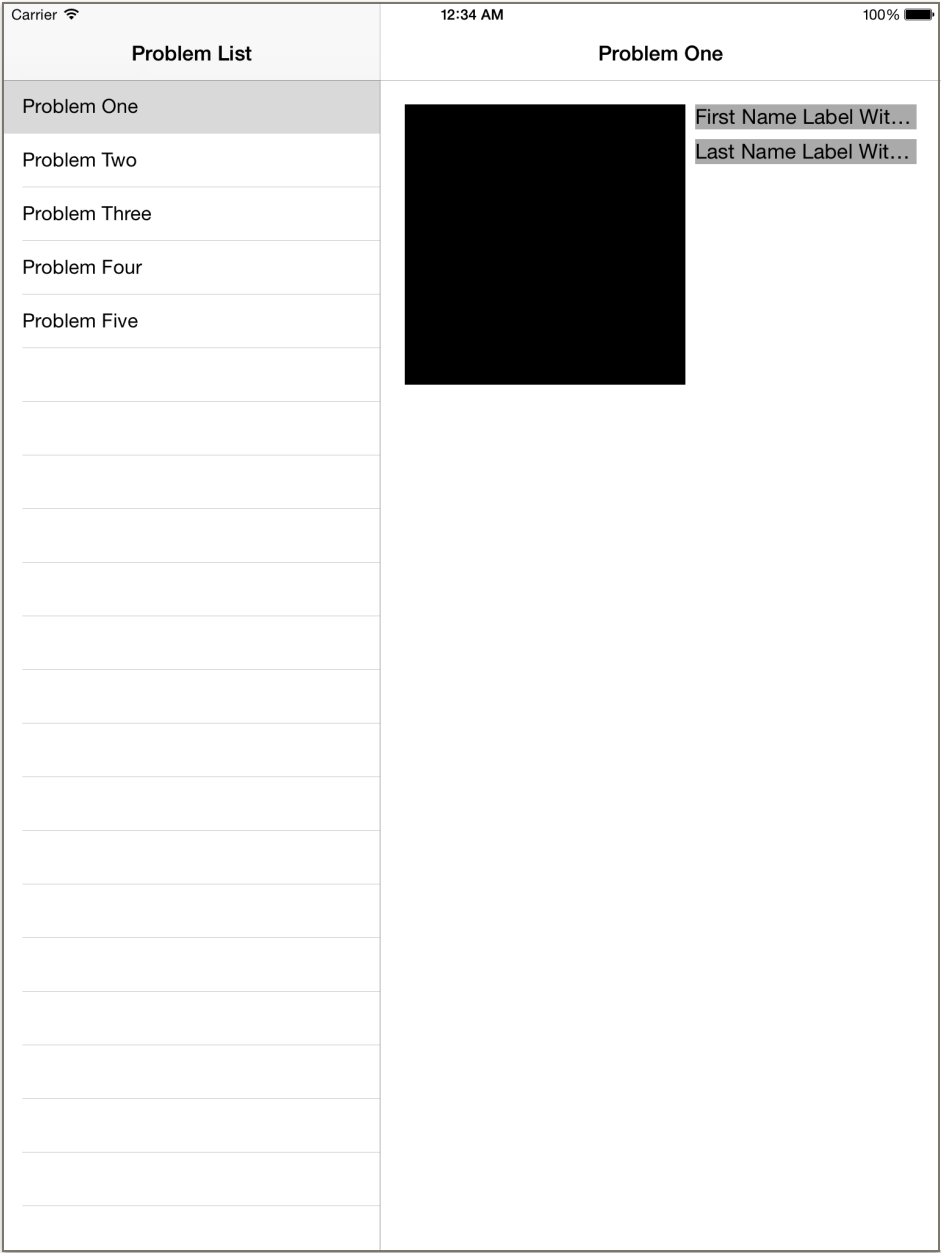 Carrier 12:34 AM 100%
Problem List
Problem One
Problem Two
Problem Three
Problem Four
Problem Five
Problem One
First Name Label Wit…
Last Name Label Wit…